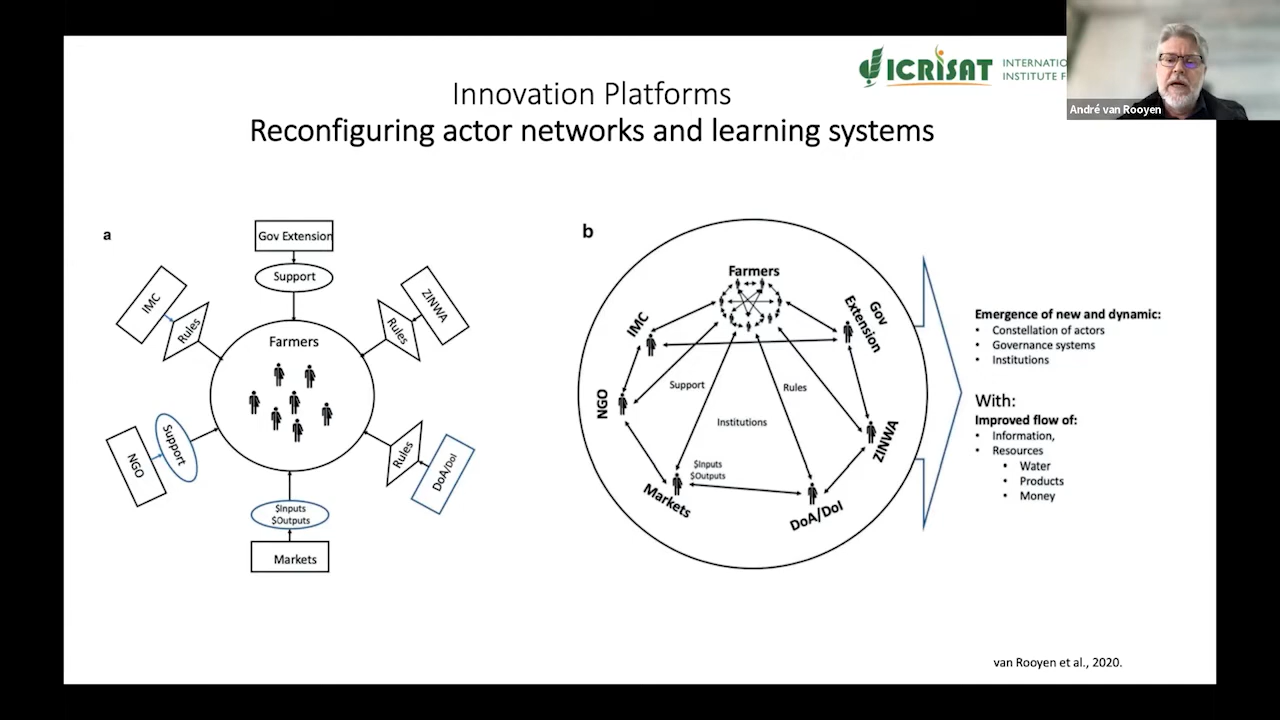 ICRISAT
INTERNATIO
INSTITUTE F
André van Rooyen
Innovation Platforms
Reconfiguring actor networks and learning systems
a
Gov Extension
Support
IMC
Rules
ZINWA
Rules
Farmers
NGO
Support
Rules
DoA/DoI
$Inputs
$Outputs
Markets
b
Farmers
IMC
Gov
Extension
NGO
Support
Rules
Institutions
ZINWA
$Inputs
$Outputs
Markets
DoA/DoI
Emergence of new and dynamic:
• Constellation of actors
• Governance systems
• Institutions
With:
Improved flow of:
• Information,
• Resources
• Water
• Products
• Money
van Rooyen et al., 2020.